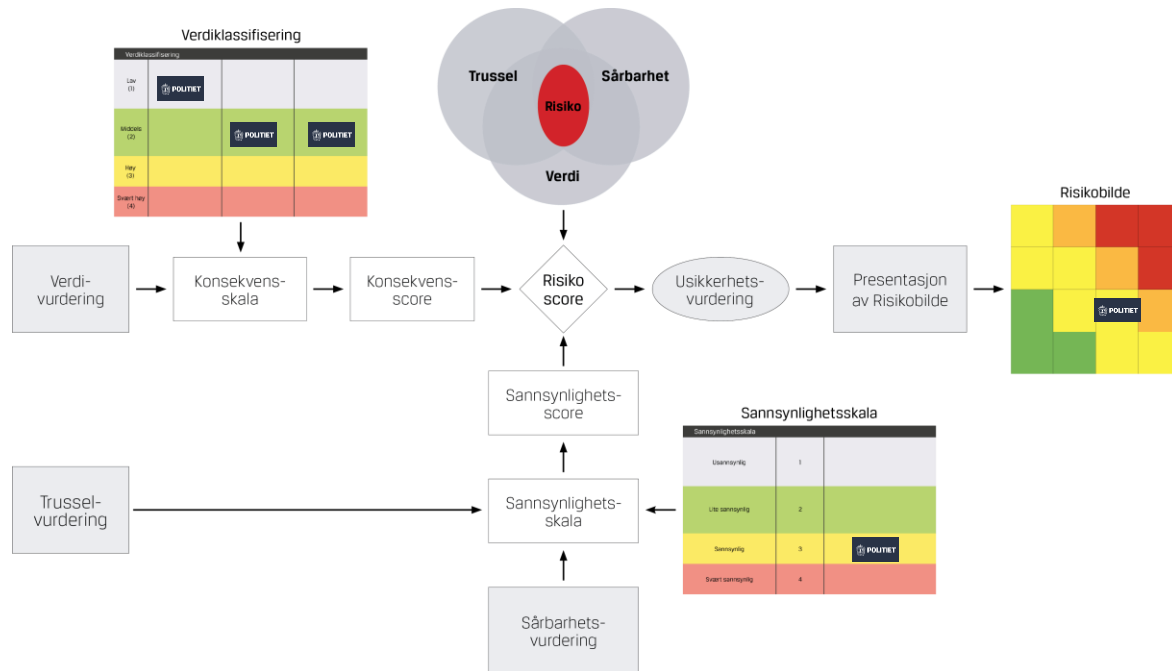 Verdiklassifisering
Verdiklassifisering
Lav
(1)
POLITIET
Middels
(2)
POLITIET
POLITIET
Høy
(3)
Svært høy
(4)
Trussel
Sårbarhet
Risiko
Verdi
Risikobilde
POLITIET
Verdi-
vurdering
Konsekvens-
skala
Konsekvens-
score
Risiko
score
Usikkerhets-
vurdering
Presentasjon
av Risikobilde
Sannsynlighets-
score
Sannsynlighetsskala
Sannsynlighetsskala
Usannsynlig
1
Lite sannsynlig
2
Sannsynlig
3
POLITIET
Svært sannsynlig
4
Trussel-
vurdering
Sannsynlighets-
skala
Sårbarhets-
vurdering